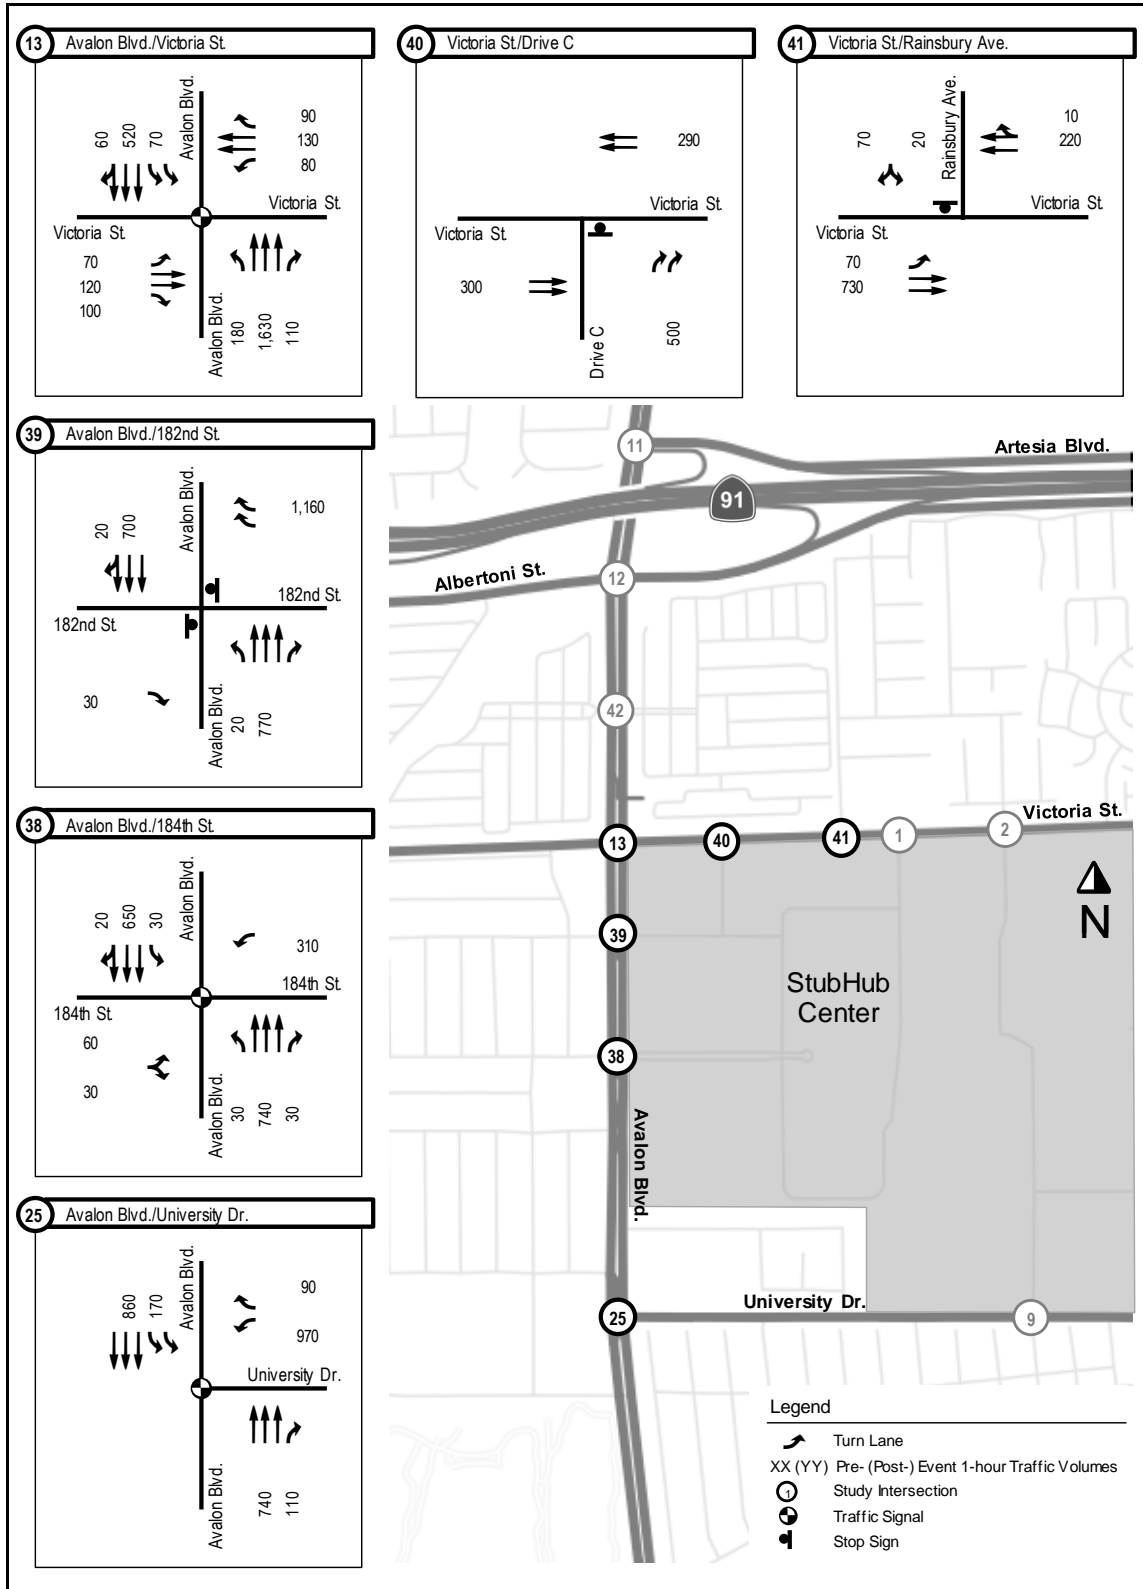 13 Avalon Blvd./Victoria St.
Avalon Blvd.
60 520 70
90
130
80
Victoria St.
Victoria St.
70
120
100
Avalon Blvd.
180 1,630 110
40 Victoria St./Drive C
290
Victoria St.
Victoria St.
300
Drive C
500
41 Victoria St./Rainsbury Ave.
Rainsbury Ave.
70 20
10
220
Victoria St.
Victoria St.
70
730
39 Avalon Blvd./182nd St.
Avalon Blvd.
20 700
1,160
182nd St.
182nd St.
30
Avalon Blvd.
20 770
38 Avalon Blvd./184th St.
Avalon Blvd.
20 650 30
310
184th St.
184th St.
60
30
Avalon Blvd.
30 740 30
25 Avalon Blvd./University Dr.
Avalon Blvd.
860 170
90
970
University Dr.
Avalon Blvd.
740 110
11
Artesia Blvd.
91
Albertoni St.
12
42
Victoria St.
13
40
41
1
2
N
39
StubHub
Center
38
Avalon Blvd.
University Dr.
25
9
Legend
Turn Lane
XX (YY) Pre- (Post-) Event 1-hour Traffic Volumes
1 Study Intersection
Traffic Signal
Stop Sign